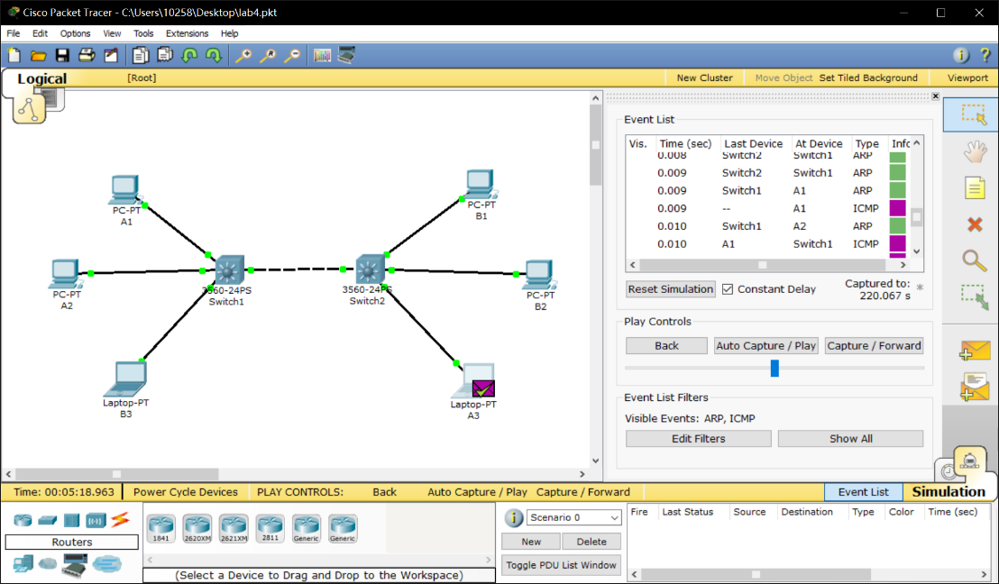 Cisco Packet Tracer - C:\Users\10258\Desktop\lab4.pkt
File Edit Options View Tools Extensions Help
Logical [Root] New Cluster Move Object Set Tiled Background Viewport
PC-PT
A1
PC-PT
B1
PC-PT
A2
3560-24PS
Switch1
3560-24PS
Switch2
PC-PT
B2
Laptop-PT
B3
Laptop-PT
A3
Event List
Vis. Time (sec) Last Device At Device Type Info
0.008 Switch2 Switch1 ARP
0.009 Switch2 Switch1 ARP
0.009 Switch1 A1 ARP
0.009 -- A1 ICMP
0.010 Switch1 A2 ARP
0.010 A1 Switch1 ICMP
Reset Simulation Constant Delay Captured to: *
220.067 s
Play Controls
Back Auto Capture / Play Capture / Forward
Event List Filters
Visible Events: ARP, ICMP
Edit Filters Show All
Time: 00:05:18.963 Power Cycle Devices PLAY CONTROLS: Back Auto Capture / Play Capture / Forward Event List Simulation
Routers
1841 2620XM 2621XM 2811 Generic Generic
(Select a Device to Drag and Drop to the Workspace)
Scenario 0
New Delete
Toggle PDU List Window
Fire Last Status Source Destination Type Color Time (sec)